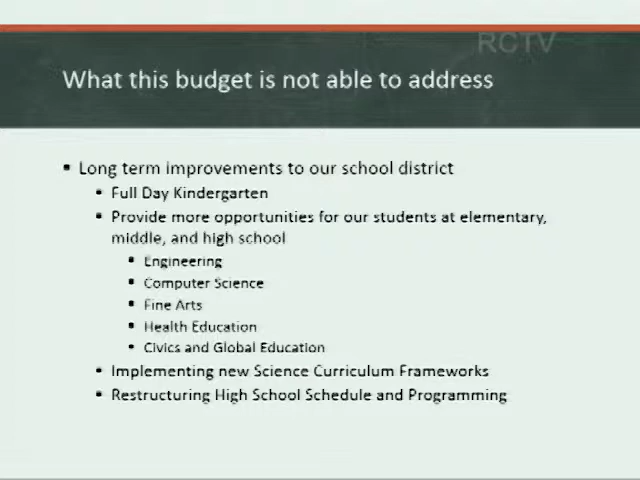 RCTV
What this budget is not able to address
▪ Long term improvements to our school district
▪ Full Day Kindergarten
▪ Provide more opportunities for our students at elementary,
middle, and high school
▪ Engineering
▪ Computer Science
▪ Fine Arts
▪ Health Education
▪ Civics and Global Education
▪ Implementing new Science Curriculum Frameworks
▪ Restructuring High School Schedule and Programming